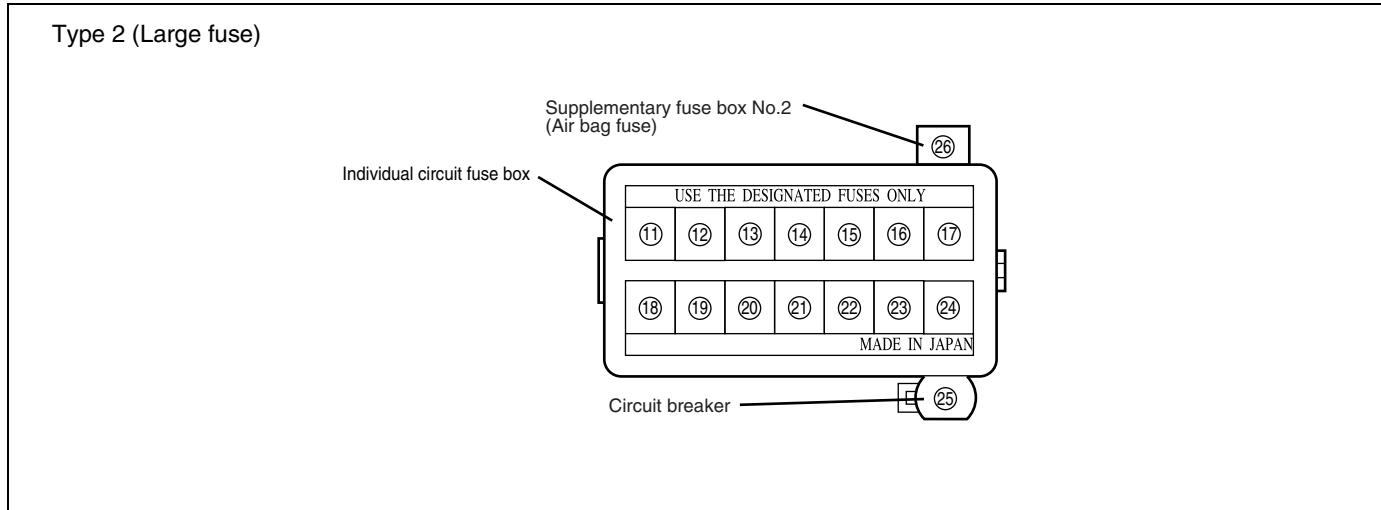 Type 2 (Large fuse)
Supplementary fuse box No.2
(Air bag fuse)
㉖
Individual circuit fuse box
USE THE DESIGNATED FUSES ONLY
⑪ ⑫ ⑬ ⑭ ⑮ ⑯ ⑰
⑱ ⑲ ⑳ ㉑ ㉒ ㉓ ㉔
MADE IN JAPAN
Circuit breaker
㉕